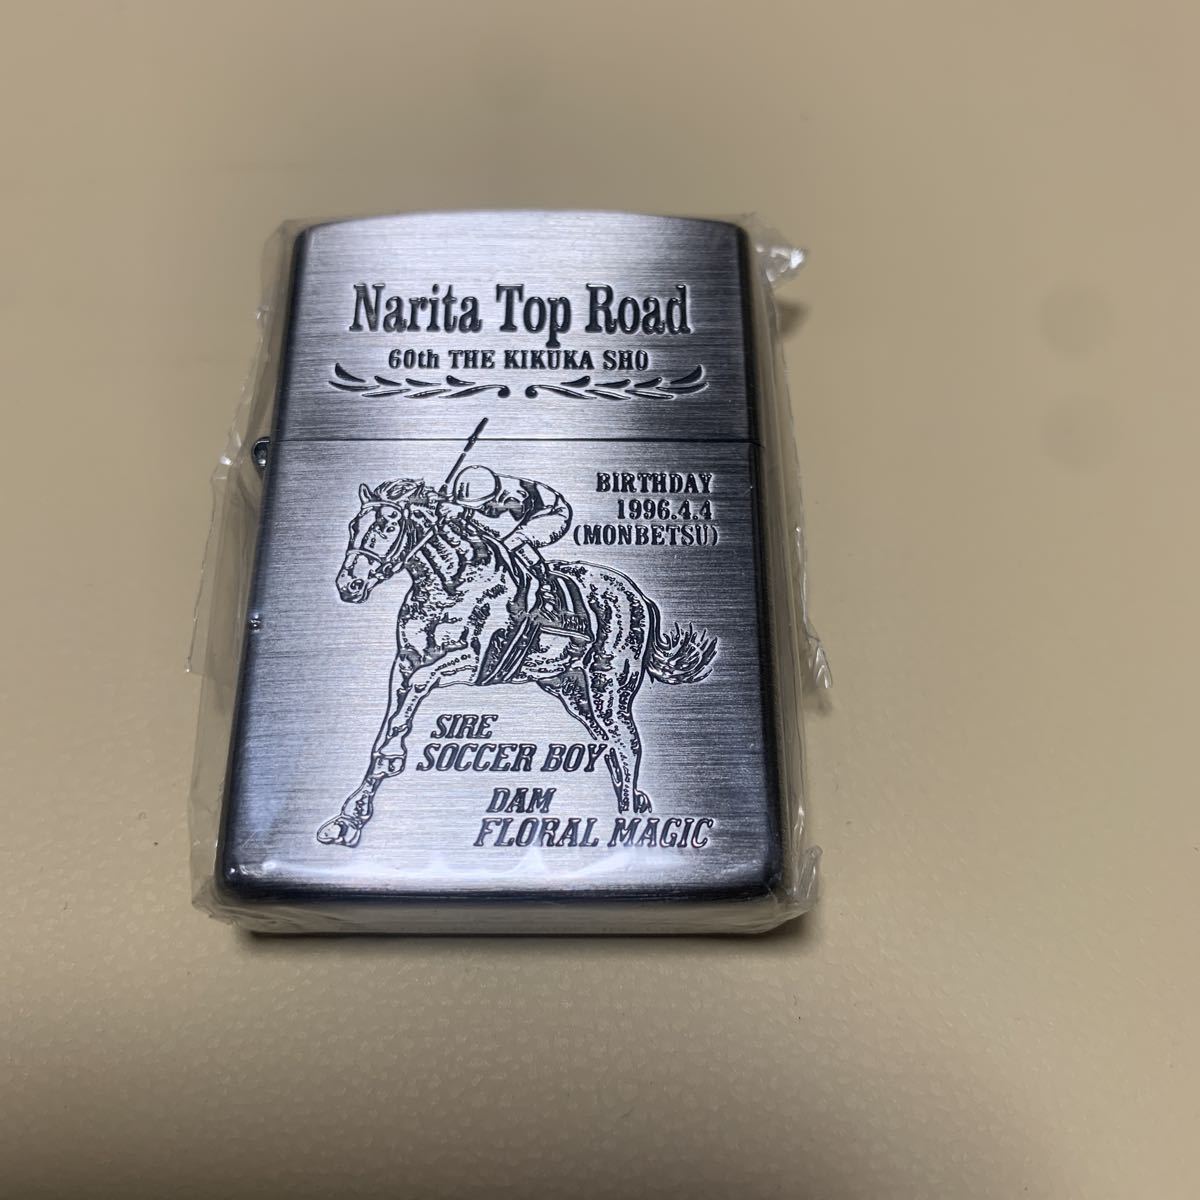 Narita Top Road
60th THE KIKUKA SHO
BIRTHDAY
1996.4.4
(MONBETSU)
SIRE
SOCCER BOY
DAM
FLORAL MAGIC